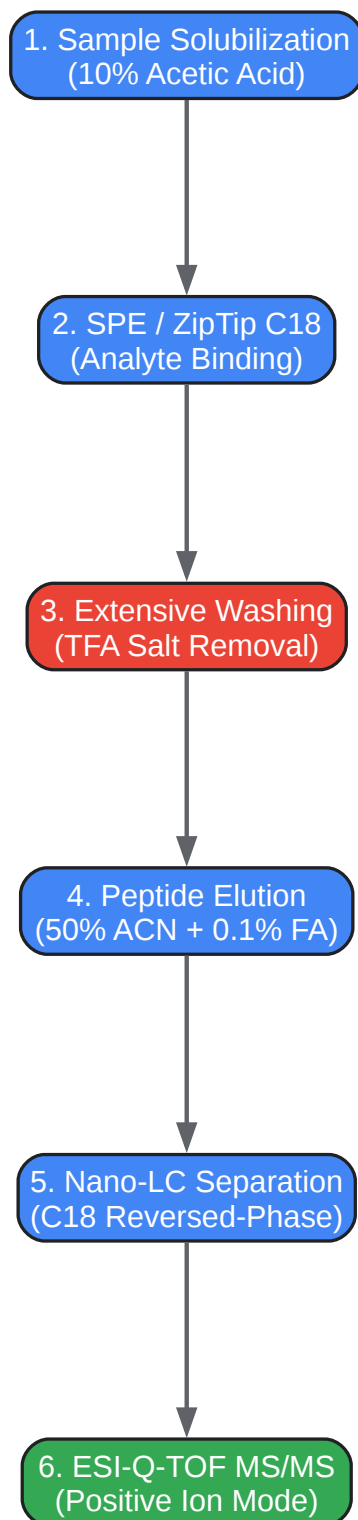 1. Sample Solubilization
(10% Acetic Acid)
2. SPE / ZipTip C18
(Analyte Binding)
3. Extensive Washing
(TFA Salt Removal)
4. Peptide Elution
(50% ACN + 0.1% FA)
5. Nano-LC Separation
(C18 Reversed-Phase)
6. ESI-Q-TOF MS/MS
(Positive Ion Mode)